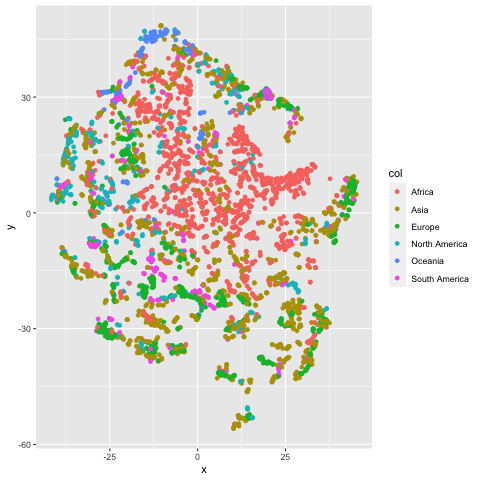 30
0
-30
-60
y
-25
0
25
x
col
Africa
Asia
Europe
North America
Oceania
South America